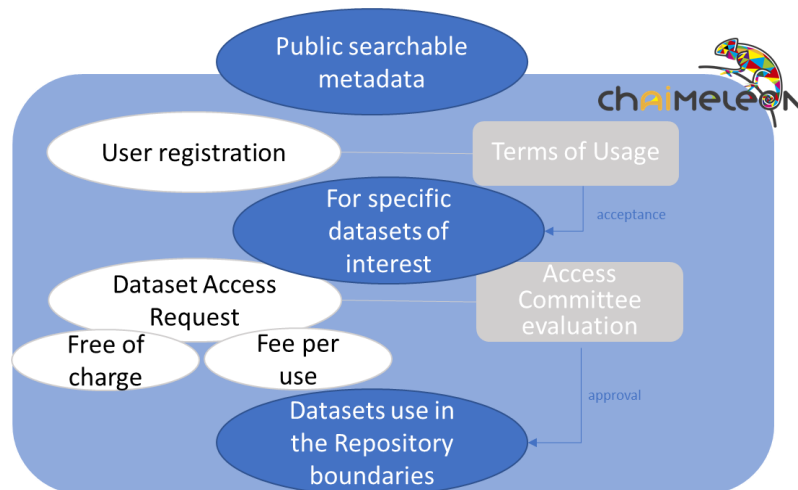 Public searchable
metadata
chaimeleon
User registration
Terms of Usage
For specific
datasets of
interest
acceptance
Dataset Access
Request
Access
Committee
evaluation
Free of
charge
Fee per
use
approval
Datasets use in
the Repository
boundaries